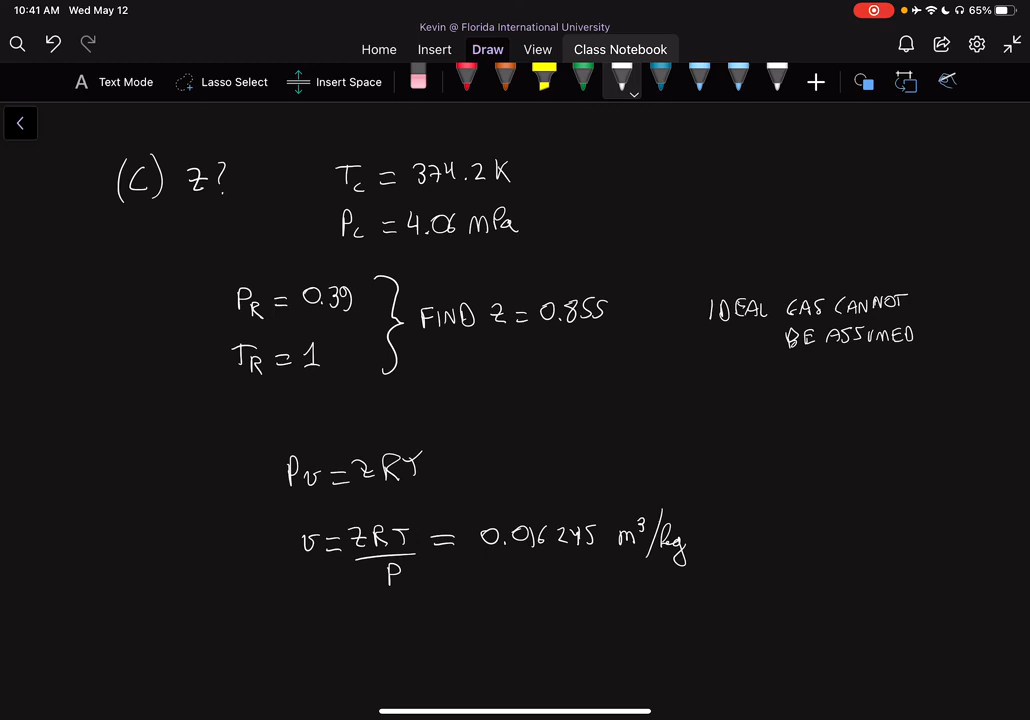 10:41 AM Wed May 12
65%
Kevin @ Florida International University
Home Insert Draw View Class Notebook
Text Mode Lasso Select Insert Space
(C) Z?
Tc = 374.2 K
Pc = 4.06 MPa
PR = 0.39
FIND Z = 0.855
IDEAL GAS CANNOT
BE ASSUMED
TR = 1
Pv = ZRT
v = ZRT/P = 0.016245 m³/kg